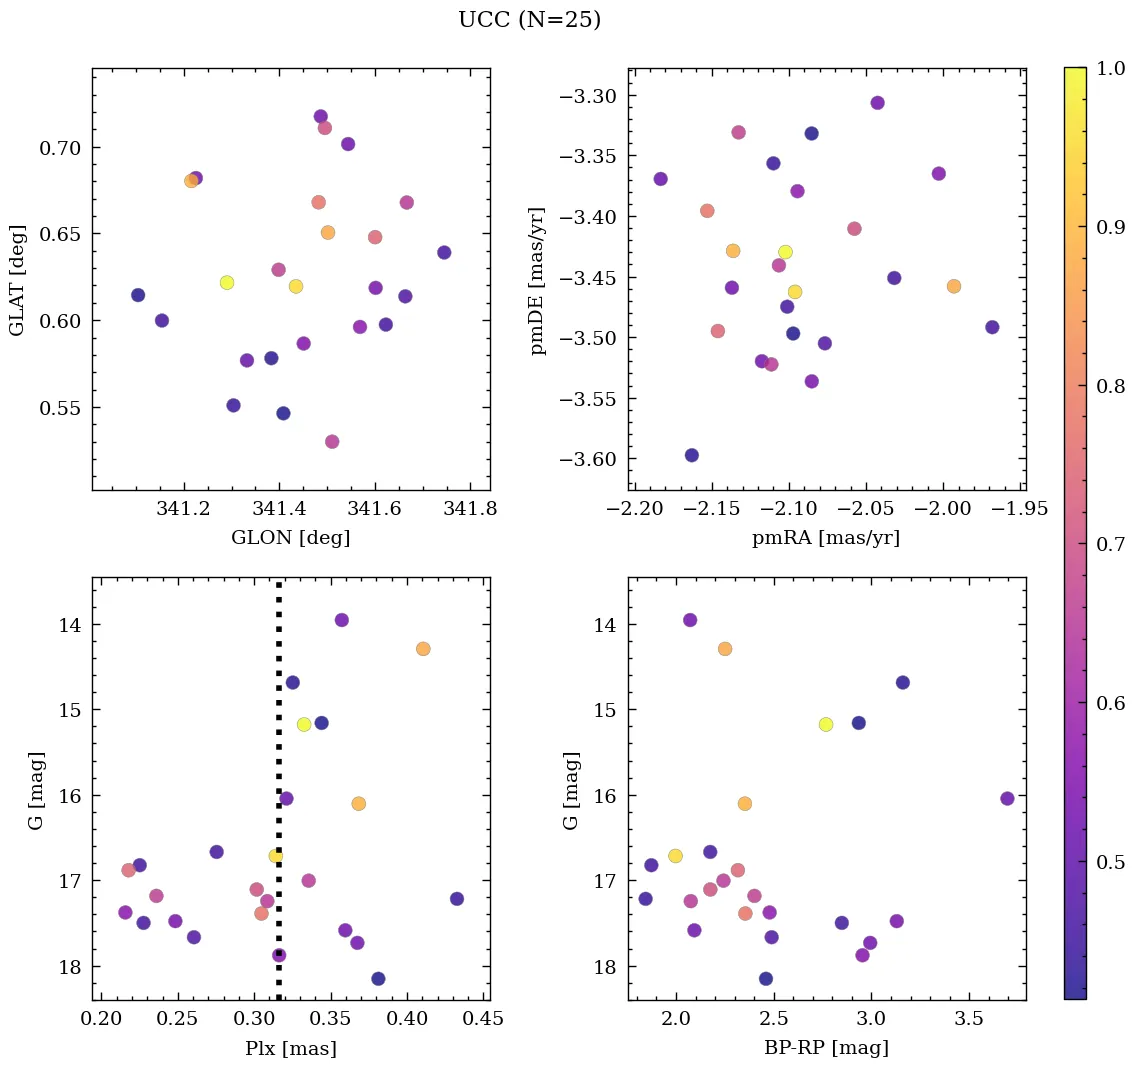 UCC (N=25)
0.70
0.65
0.60
0.55
GLAT [deg]
341.2 341.4 341.6 341.8
GLON [deg]
−3.30
−3.35
−3.40
−3.45
−3.50
−3.55
−3.60
pmDE [mas/yr]
−2.20 −2.15 −2.10 −2.05 −2.00 −1.95
pmRA [mas/yr]
14
15
16
17
18
G [mag]
0.20 0.25 0.30 0.35 0.40 0.45
Plx [mas]
14
15
16
17
18
G [mag]
2.0 2.5 3.0 3.5
BP-RP [mag]
1.0
0.9
0.8
0.7
0.6
0.5